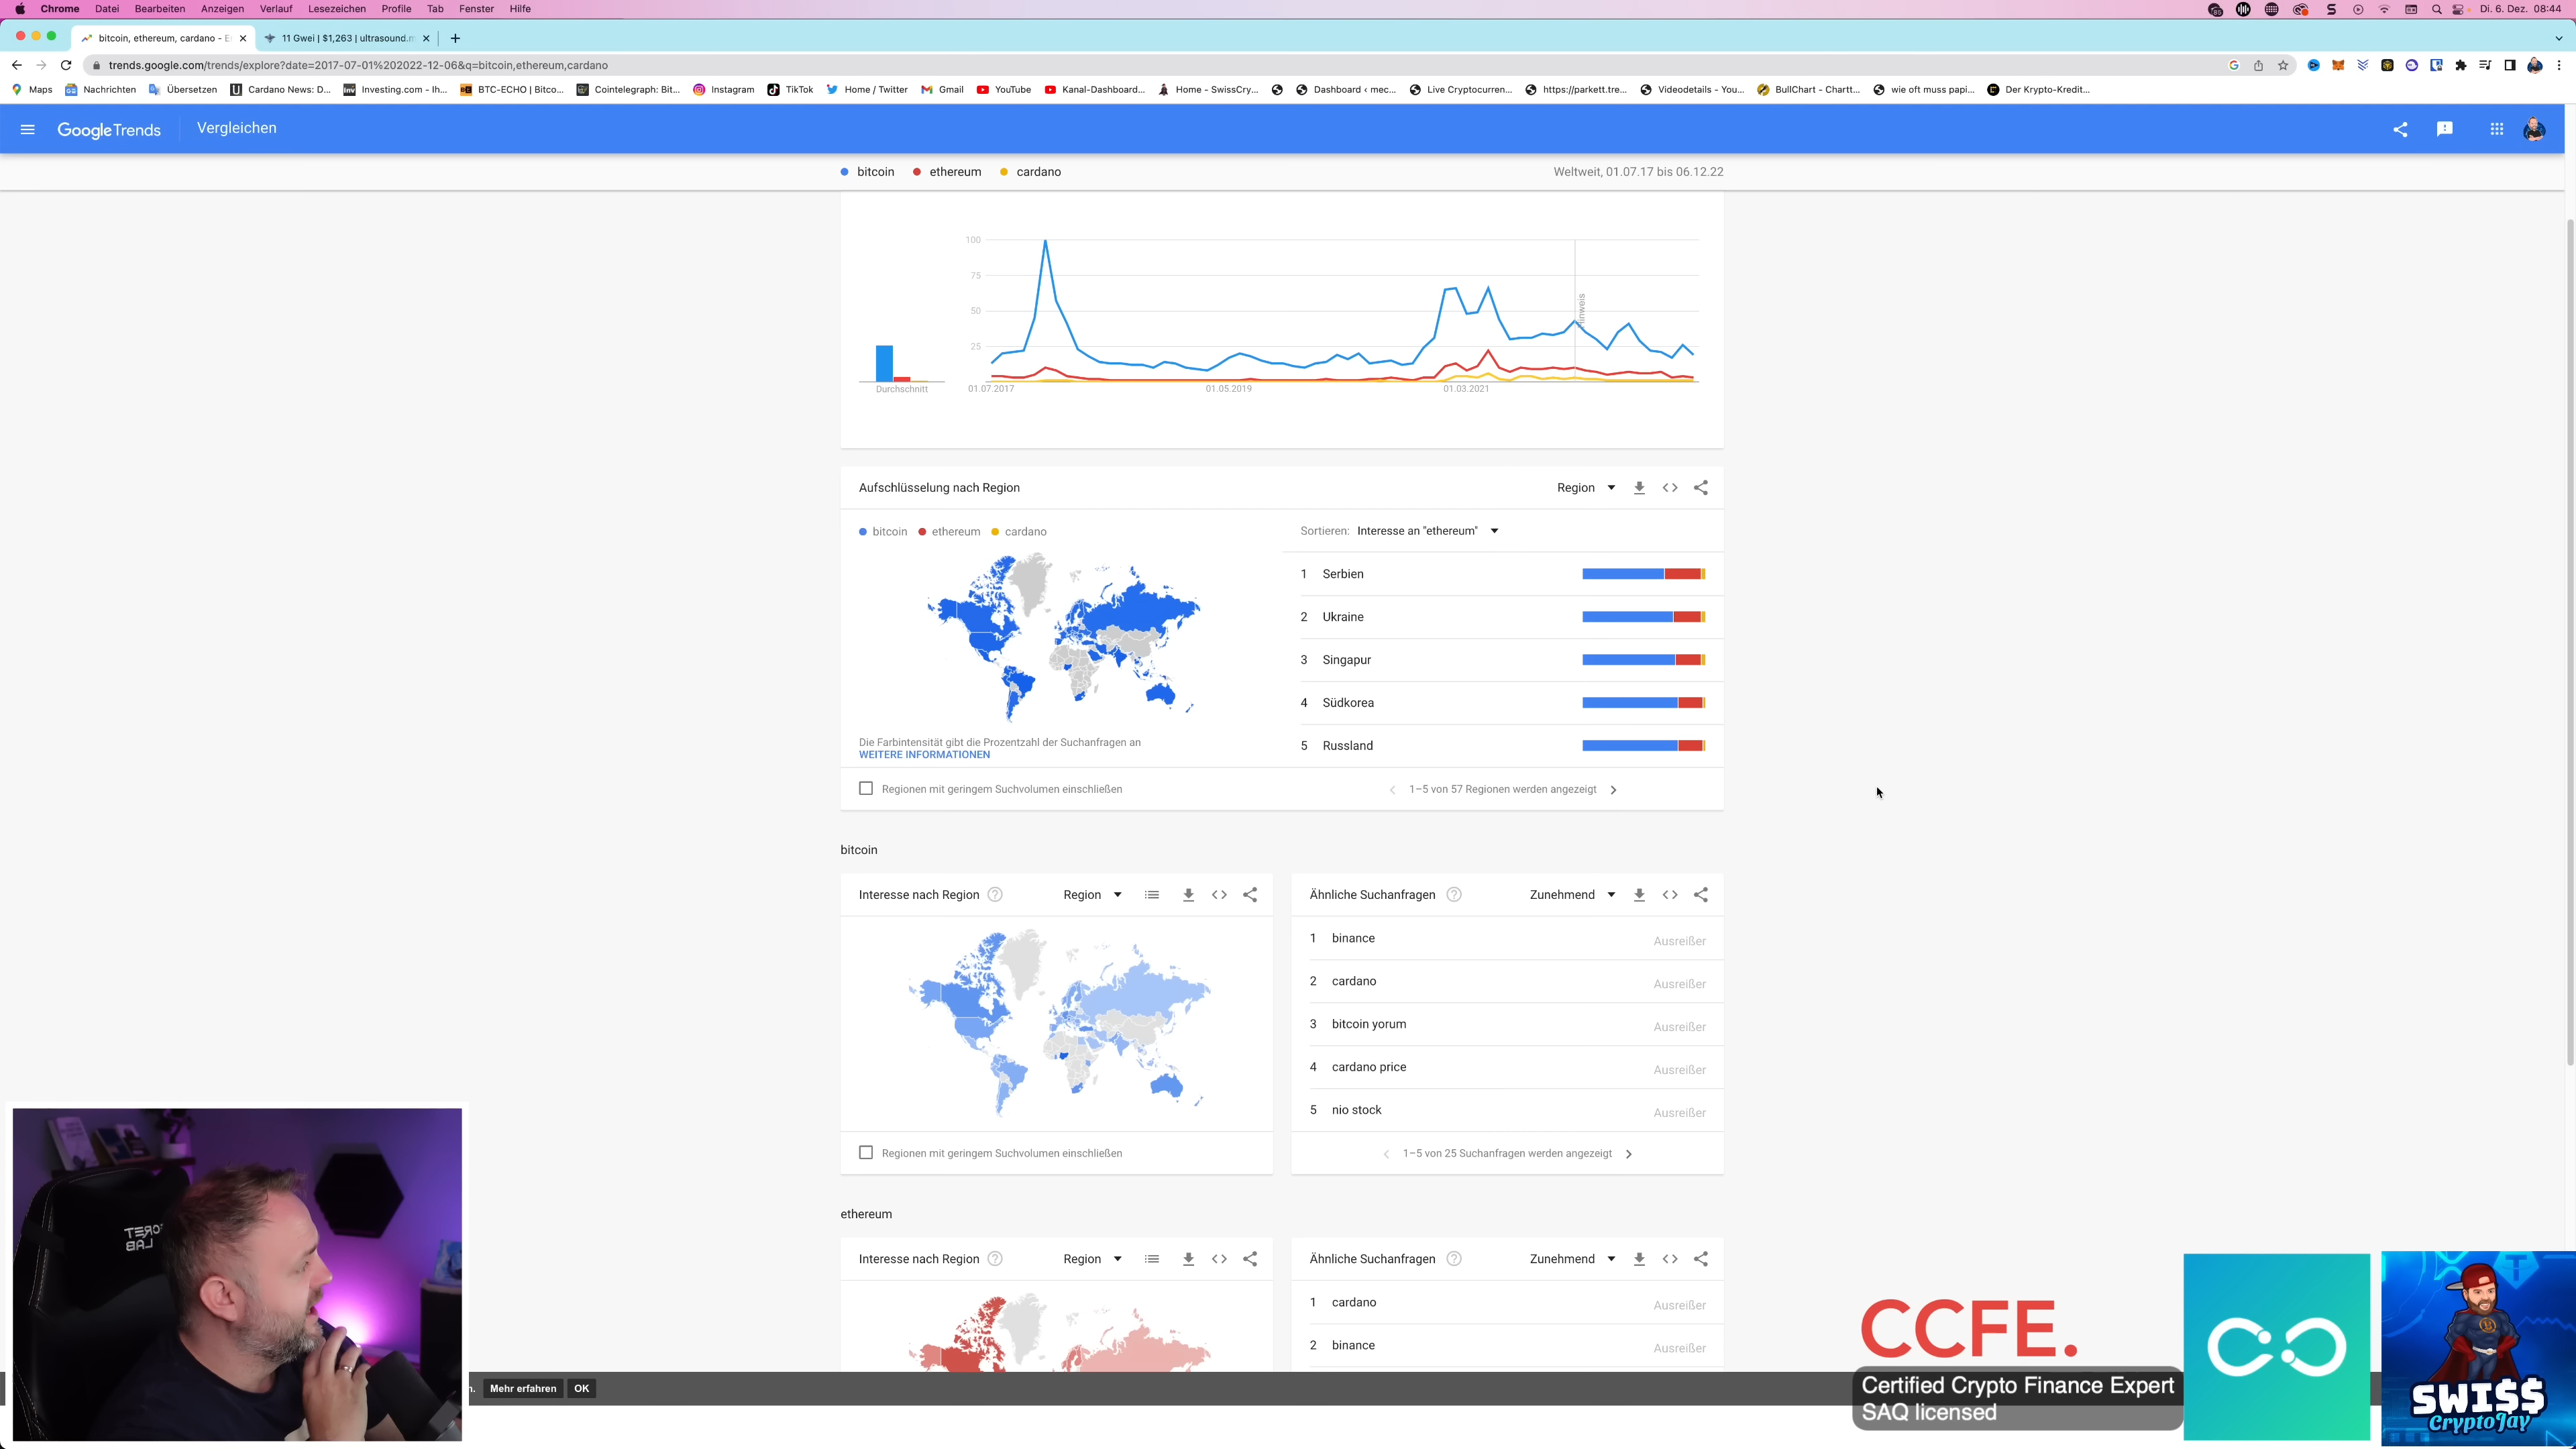 Chrome Datei Bearbeiten Anzeigen Verlauf Lesezeichen Profile Tab Fenster Hilfe Di. 6. Dez. 08:44
bitcoin, ethereum, cardano - E
11 Gwei | $1,263 | ultrasound.m
trends.google.com/trends/explore?date=2017-07-01%202022-12-06&q=bitcoin,ethereum,cardano
Maps Nachrichten Übersetzen Cardano News: D... Investing.com - Ih... BTC-ECHO | Bitco... Cointelegraph: Bit... Instagram TikTok Home / Twitter Gmail YouTube Kanal-Dashboard... Home - SwissCry... Dashboard < mec... Live Cryptocurren... https://parkett.tre... Videodetails - You... BullChart - Chartt... wie oft muss papi... Der Krypto-Kredit...
Google Trends Vergleichen
bitcoin ethereum cardano Weltweit, 01.07.17 bis 06.12.22
100
75
50
25
Hinweis
Durchschnitt
01.07.2017 01.05.2019 01.03.2021
Aufschlüsselung nach Region Region
bitcoin ethereum cardano
Sortieren: Interesse an "ethereum"
1 Serbien
2 Ukraine
3 Singapur
4 Südkorea
5 Russland
Die Farbintensität gibt die Prozentzahl der Suchanfragen an
WEITERE INFORMATIONEN
Regionen mit geringem Suchvolumen einschließen
1–5 von 57 Regionen werden angezeigt
bitcoin
Interesse nach Region Region
Ähnliche Suchanfragen Zunehmend
1 binance Ausreißer
2 cardano Ausreißer
3 bitcoin yorum Ausreißer
4 cardano price Ausreißer
5 nio stock Ausreißer
Regionen mit geringem Suchvolumen einschließen
1–5 von 25 Suchanfragen werden angezeigt
ethereum
Interesse nach Region Region
Ähnliche Suchanfragen Zunehmend
1 cardano Ausreißer
2 binance Ausreißer
n. Mehr erfahren OK
CCFE.
Certified Crypto Finance Expert
SAQ licensed
SWI$$
CryptoJay